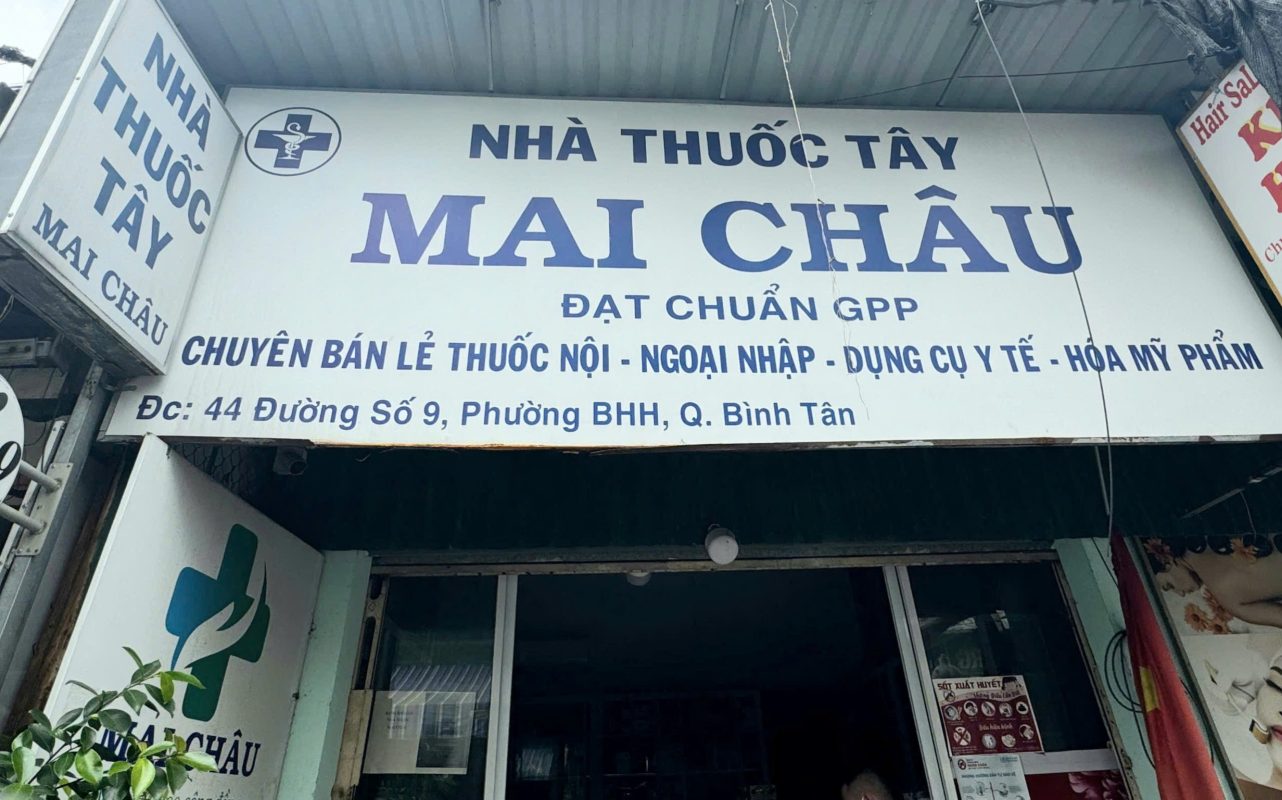 NHÀ
THUỐC
TÂY
MAI CHÂU
NHÀ THUỐC TÂY
MAI CHÂU
ĐẠT CHUẨN GPP
CHUYÊN BÁN LẺ THUỐC NỘI - NGOẠI NHẬP - DỤNG CỤ Y TẾ - HÓA MỸ PHẨM
Đc: 44 Đường Số 9, Phường BHH, Q. Bình Tân
Hair Sal
MAI CHÂU
SỐT XUẤT HUYẾT